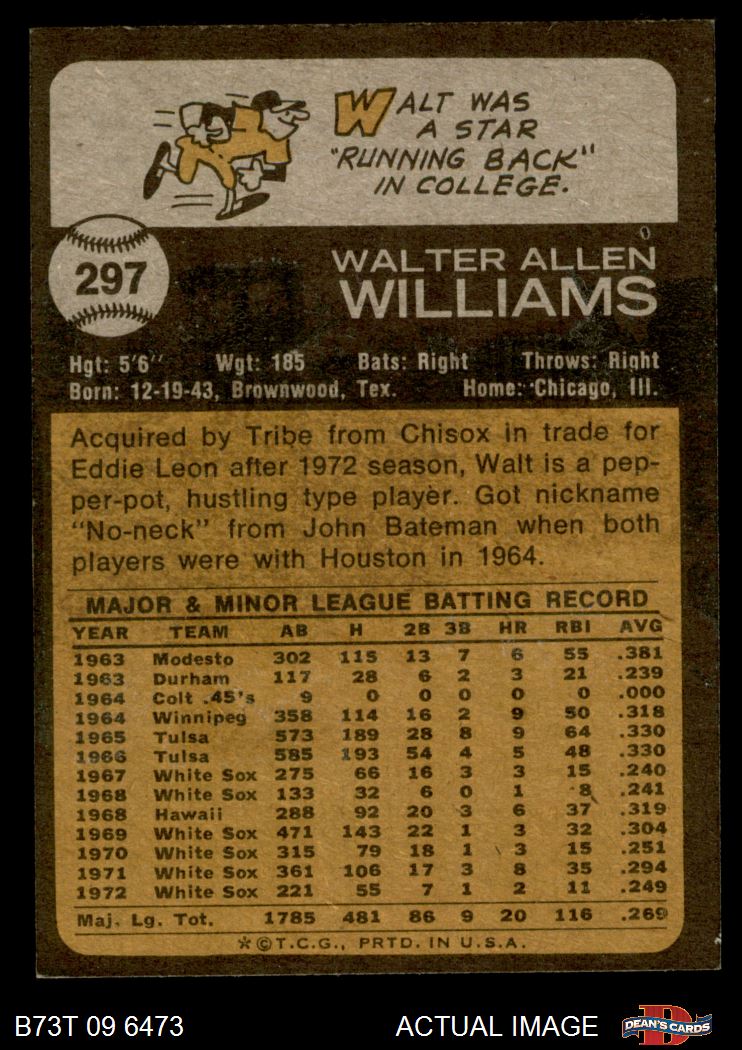 WALT WAS
A STAR
"RUNNING BACK"
IN COLLEGE.
297
WALTER ALLEN
WILLIAMS
Hgt: 5'6" Wgt: 185 Bats: Right Throws: Right
Born: 12-19-43, Brownwood, Tex. Home: Chicago, Ill.
Acquired by Tribe from Chisox in trade for
Eddie Leon after 1972 season, Walt is a pep-
per-pot, hustling type player. Got nickname
"No-neck" from John Bateman when both
players were with Houston in 1964.
MAJOR & MINOR LEAGUE BATTING RECORD
YEAR TEAM AB H 2B 3B HR RBI AVG
1963 Modesto 302 115 13 7 6 55 .381
1963 Durham 117 28 6 2 3 21 .239
1964 Colt .45's 9 0 0 0 0 0 .000
1964 Winnipeg 358 114 16 2 9 50 .318
1965 Tulsa 573 189 28 8 9 64 .330
1966 Tulsa 585 193 54 4 5 48 .330
1967 White Sox 275 66 16 3 3 15 .240
1968 White Sox 133 32 6 0 1 8 .241
1968 Hawaii 288 92 20 3 6 37 .319
1969 White Sox 471 143 22 1 3 32 .304
1970 White Sox 315 79 18 1 3 15 .251
1971 White Sox 361 106 17 3 8 35 .294
1972 White Sox 221 55 7 1 2 11 .249
Maj. Lg. Tot. 1785 481 86 9 20 116 .269
☆©T.C.G., PRTD. IN U.S.A.
B73T 09 6473 ACTUAL IMAGE D DEAN'S CARDS